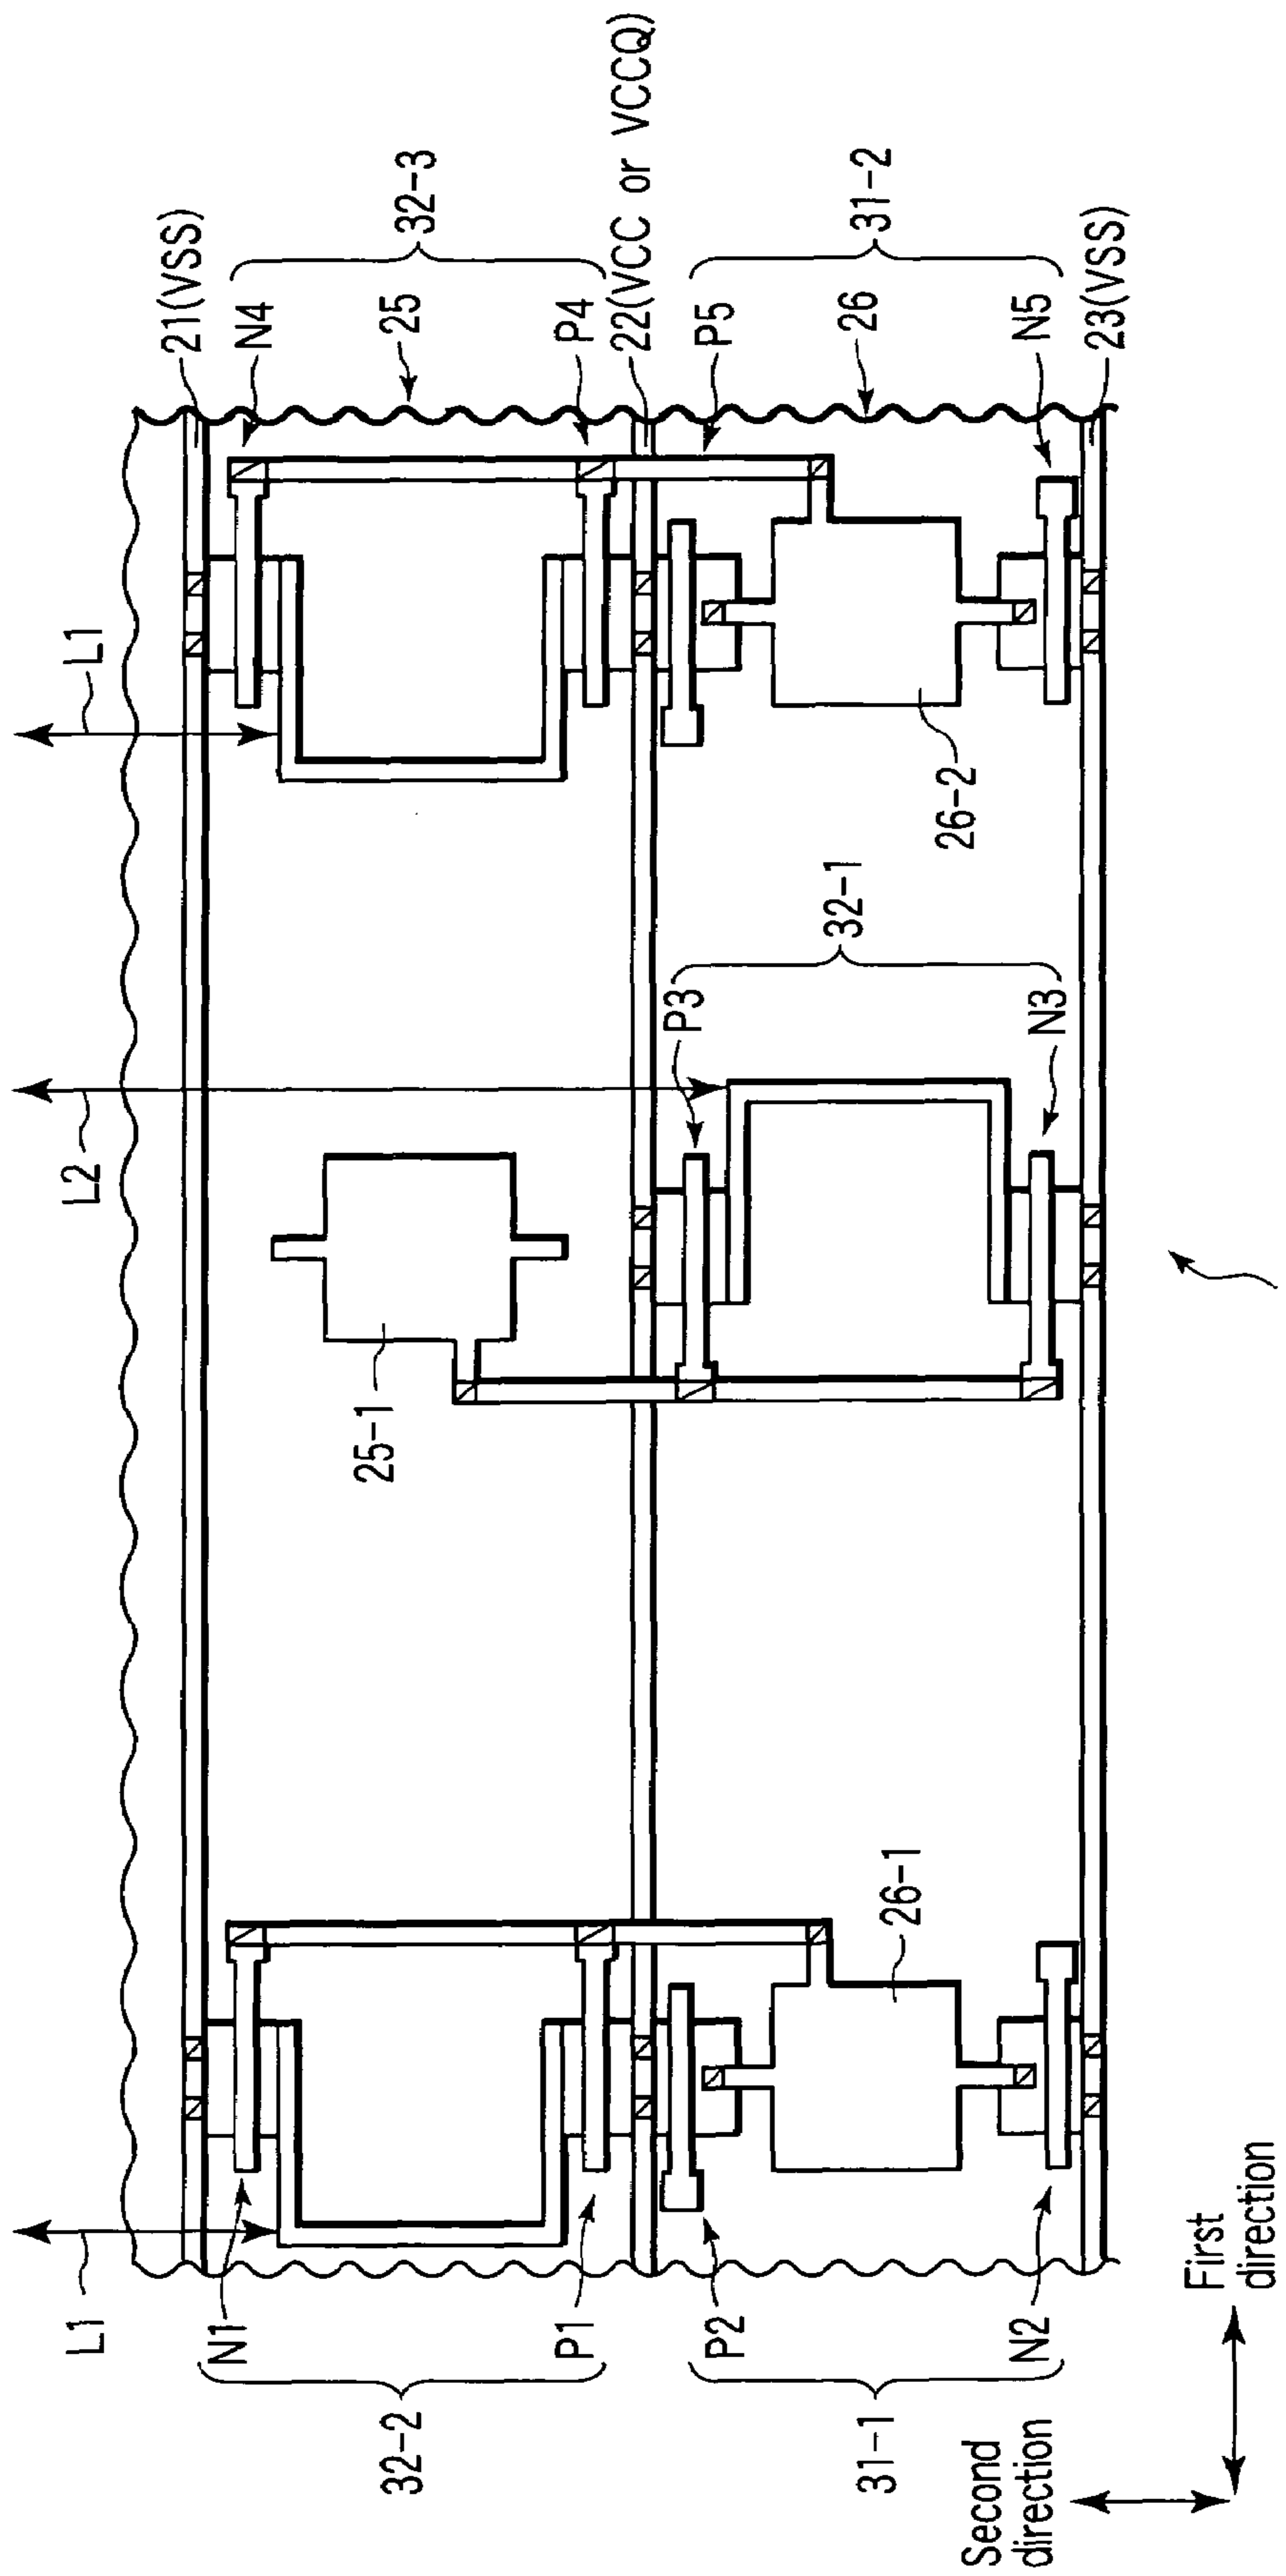 21(VSS)
N4
25
32-3
P4
22(VCC or VCCQ)
P5
26
31-2
N5
23(VSS)
L1
26-2
32-1
P3
N3
L2
25-1
26-1
L1
N1
P1
32-2
P2
N2
31-1
First
direction
Second
direction